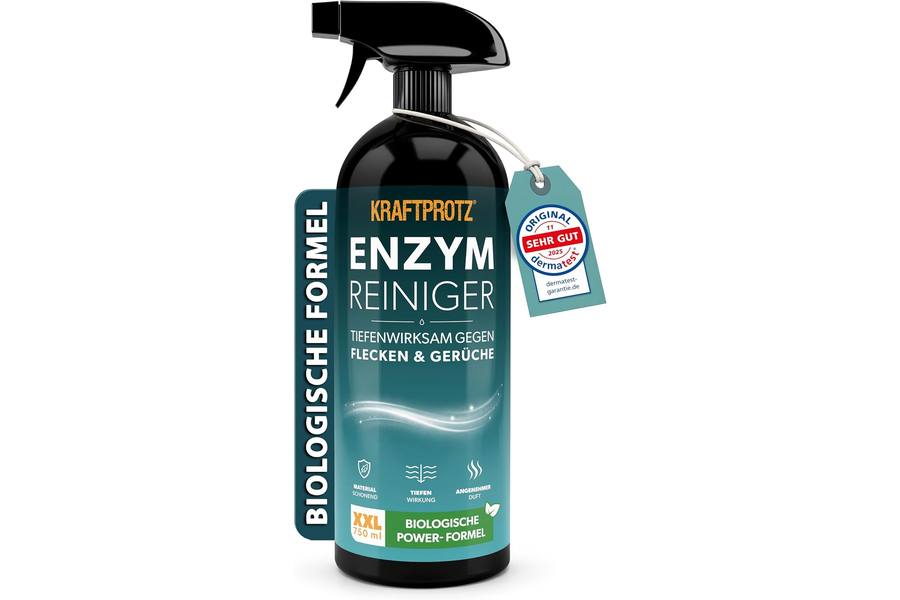 BIOLOGISCHE FORMEL
KRAFTPROTZ®
ENZYM
REINIGER
TIEFENWIRKSAM GEGEN
FLECKEN & GERÜCHE
MATERIAL
SCHONEND
TIEFEN
WIRKUNG
ANGENEHMER
DUFT
XXL
750 ml
BIOLOGISCHE
POWER-FORMEL
ORIGINAL
11
SEHR GUT
2025
dermatest®
dermatest-
garantie.de